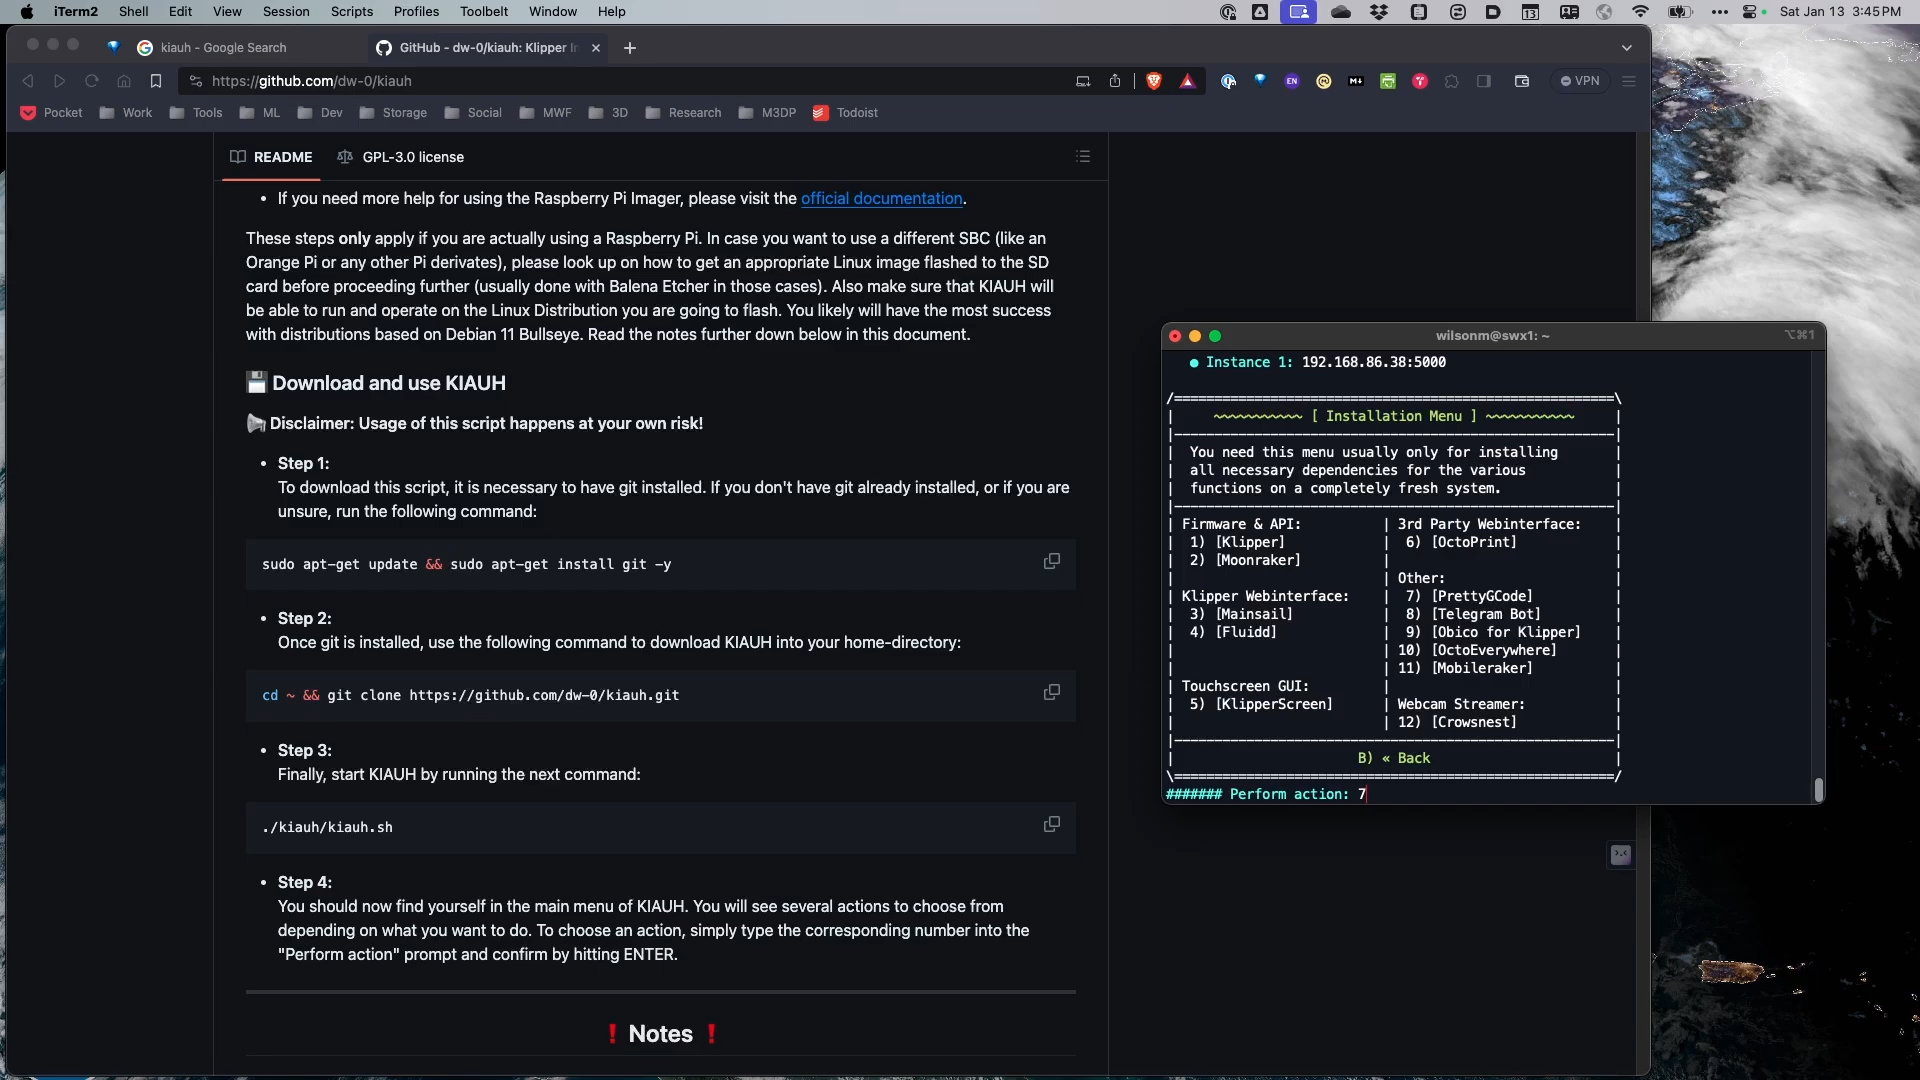 iTerm2 Shell Edit View Session Scripts Profiles Toolbelt Window Help
13
Sat Jan 13 3:45 PM
kiauh - Google Search
GitHub - dw-0/kiauh: Klipper In
https://github.com/dw-0/kiauh
EN
VPN
Pocket Work Tools ML Dev Storage Social MWF 3D Research M3DP Todoist
README GPL-3.0 license
• If you need more help for using the Raspberry Pi Imager, please visit the official documentation.
These steps only apply if you are actually using a Raspberry Pi. In case you want to use a different SBC (like an
Orange Pi or any other Pi derivates), please look up on how to get an appropriate Linux image flashed to the SD
card before proceeding further (usually done with Balena Etcher in those cases). Also make sure that KIAUH will
be able to run and operate on the Linux Distribution you are going to flash. You likely will have the most success
with distributions based on Debian 11 Bullseye. Read the notes further down below in this document.
💾 Download and use KIAUH
📢 Disclaimer: Usage of this script happens at your own risk!
• Step 1:
To download this script, it is necessary to have git installed. If you don't have git already installed, or if you are
unsure, run the following command:
sudo apt-get update && sudo apt-get install git -y
• Step 2:
Once git is installed, use the following command to download KIAUH into your home-directory:
cd ~ && git clone https://github.com/dw-0/kiauh.git
• Step 3:
Finally, start KIAUH by running the next command:
./kiauh/kiauh.sh
• Step 4:
You should now find yourself in the main menu of KIAUH. You will see several actions to choose from
depending on what you want to do. To choose an action, simply type the corresponding number into the
"Perform action" prompt and confirm by hitting ENTER.
❗ Notes ❗
wilsonm@swx1: ~
⌥⌘1
● Instance 1: 192.168.86.38:5000
/=======================================================\
| ~~~~~~~~~~~ [ Installation Menu ] ~~~~~~~~~~~ |
|-------------------------------------------------------|
| You need this menu usually only for installing |
| all necessary dependencies for the various |
| functions on a completely fresh system. |
|-------------------------------------------------------|
| Firmware & API: | 3rd Party Webinterface: |
| 1) [Klipper] | 6) [OctoPrint] |
| 2) [Moonraker] | |
| | Other: |
| Klipper Webinterface: | 7) [PrettyGCode] |
| 3) [Mainsail] | 8) [Telegram Bot] |
| 4) [Fluidd] | 9) [Obico for Klipper] |
| | 10) [OctoEverywhere] |
| | 11) [Mobileraker] |
| Touchscreen GUI: | |
| 5) [KlipperScreen] | Webcam Streamer: |
| | 12) [Crowsnest] |
|-------------------------------------------------------|
| B) « Back |
\=======================================================/
####### Perform action: 7